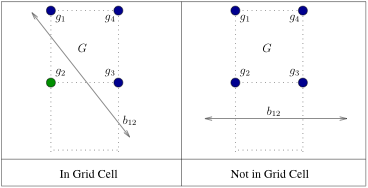 g1 g4
G
g2 g3
b12
In Grid Cell
g1 g4
G
g2 g3
b12
Not in Grid Cell